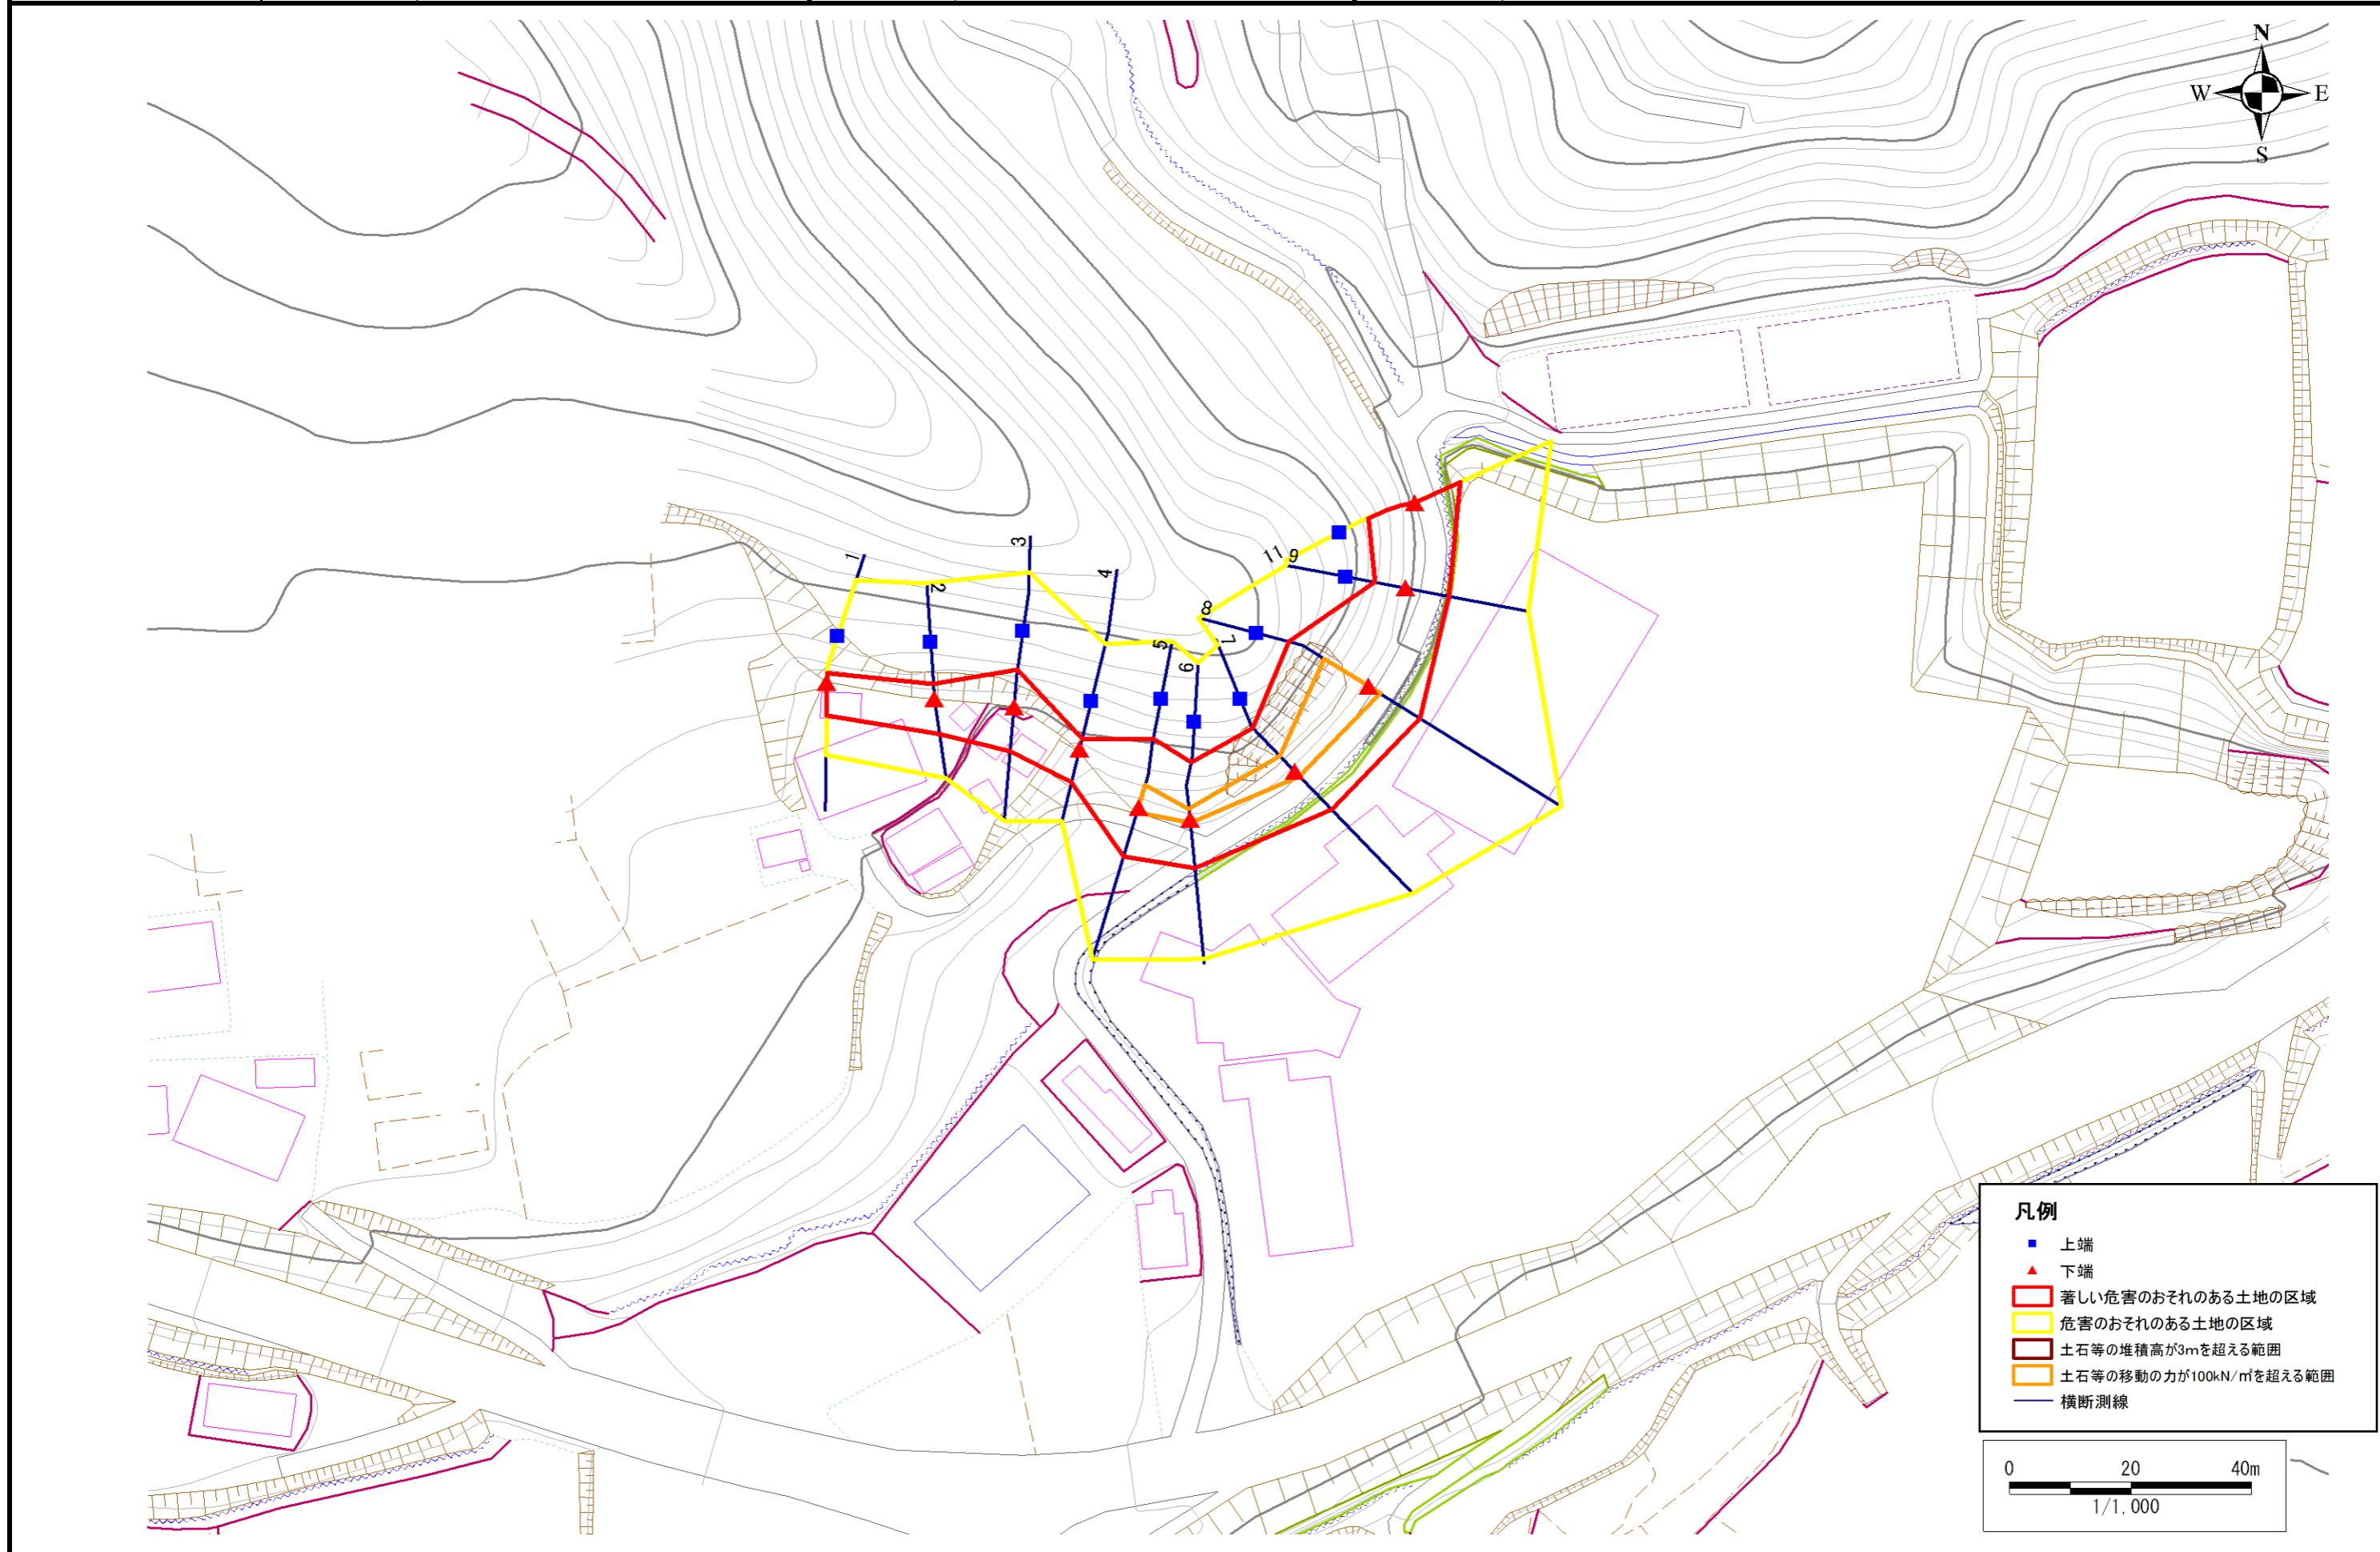 N
W E
S
1
2
3
4
5
6
7
8
11 9
凡例
上端
下端
著しい危害のおそれのある土地の区域
危害のおそれのある土地の区域
土石等の堆積高が3mを超える範囲
土石等の移動の力が100kN/㎡を超える範囲
横断測線
0 20 40m
1/1,000